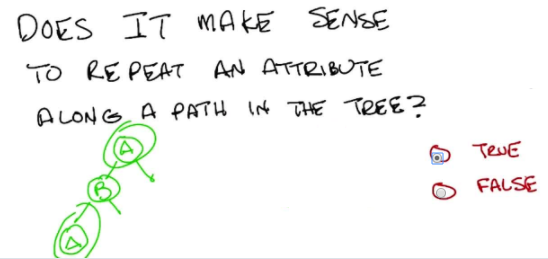 DOES IT MAKE SENSE
TO REPEAT AN ATTRIBUTE
ALONG A PATH IN THE TREE?
A
B
A
TRUE
FALSE